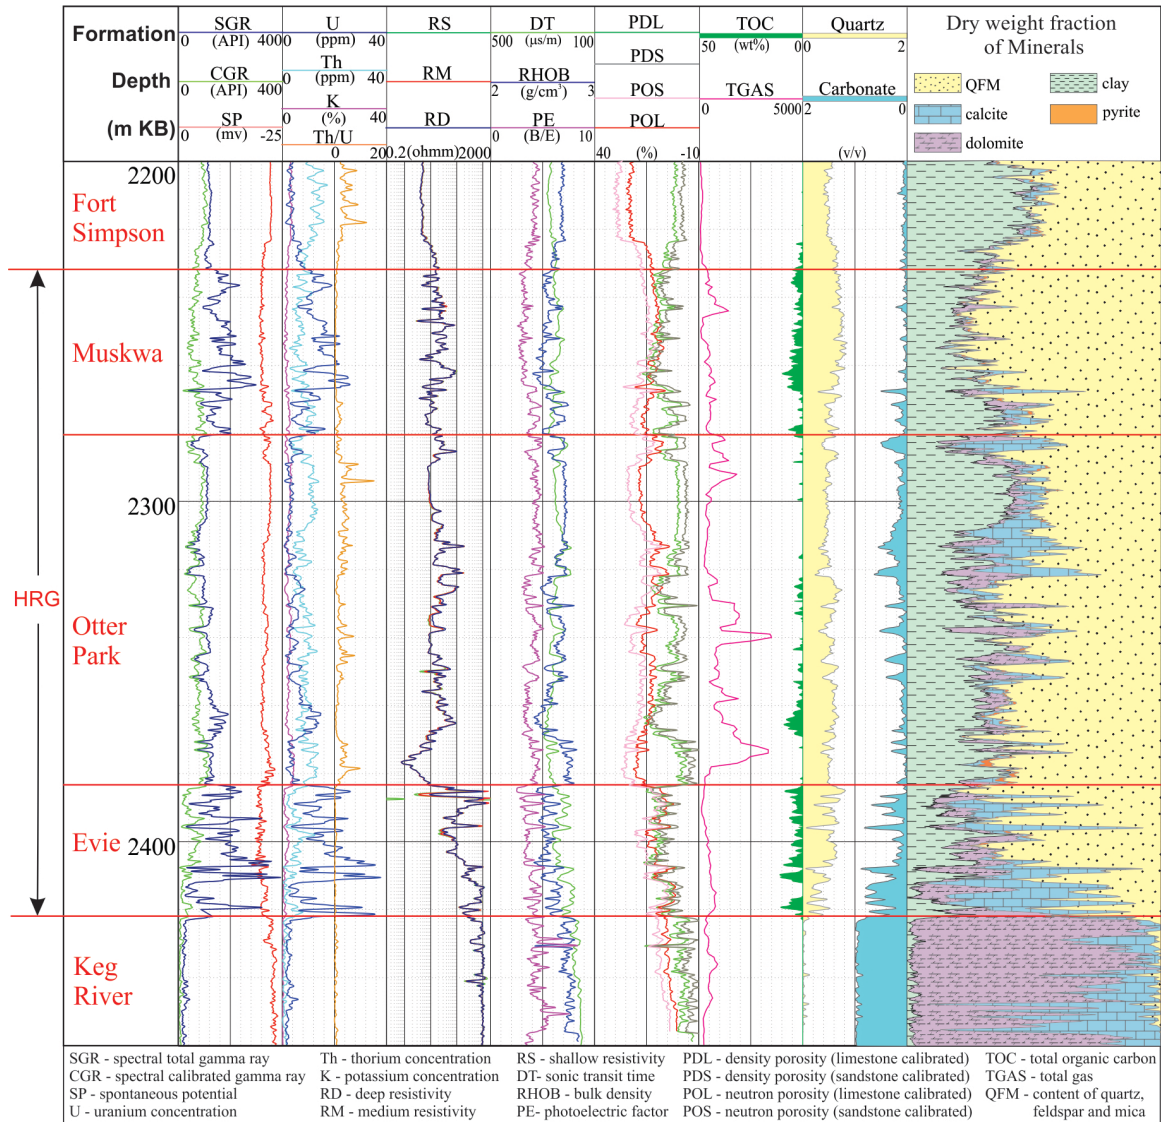 Formation
Depth
(m KB)
SGR
0 (API) 400
CGR
0 (API) 400
SP
0 (mv) -25
U
0 (ppm) 40
Th
0 (ppm) 40
K
0 (%) 40
Th/U
0 20
RS
RM
RD
0.2(ohmm)2000
DT
500 (μs/m) 100
RHOB
2 (g/cm³) 3
PE
0 (B/E) 10
PDL
PDS
POS
POL
40 (%) -10
TOC
50 (wt%) 0
TGAS
0 5000
Quartz
0 2
Carbonate
2 0
(v/v)
Dry weight fraction
of Minerals
QFM
clay
calcite
pyrite
dolomite
2200
Fort
Simpson
Muskwa
2300
HRG
Otter
Park
Evie
2400
Keg
River
SGR - spectral total gamma ray
CGR - spectral calibrated gamma ray
SP - spontaneous potential
U - uranium concentration
Th - thorium concentration
K - potassium concentration
RD - deep resistivity
RM - medium resistivity
RS - shallow resistivity
DT- sonic transit time
RHOB - bulk density
PE- photoelectric factor
PDL - density porosity (limestone calibrated)
PDS - density porosity (sandstone calibrated)
POL - neutron porosity (limestone calibrated)
POS - neutron porosity (sandstone calibrated)
TOC - total organic carbon
TGAS - total gas
QFM - content of quartz,
feldspar and mica